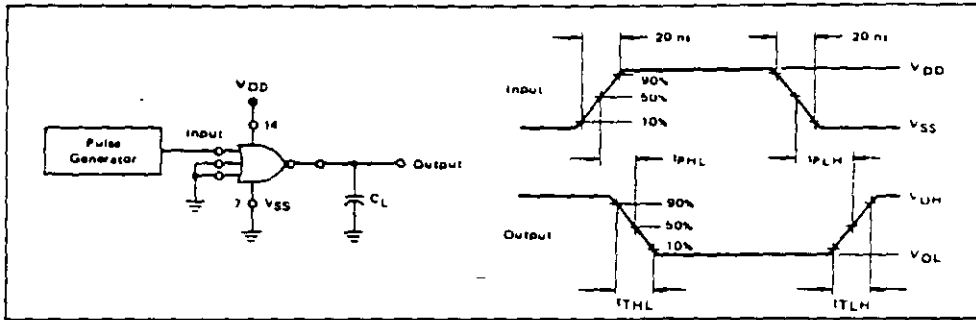 VDD
14
Input
Pulse
Generator
Output
CL
7
VSS
20 ns
20 ns
VDD
90%
Input
50%
10%
VSS
tPHL
tPLH
VOH
90%
50%
Output
10%
VOL
tTHL
tTLH